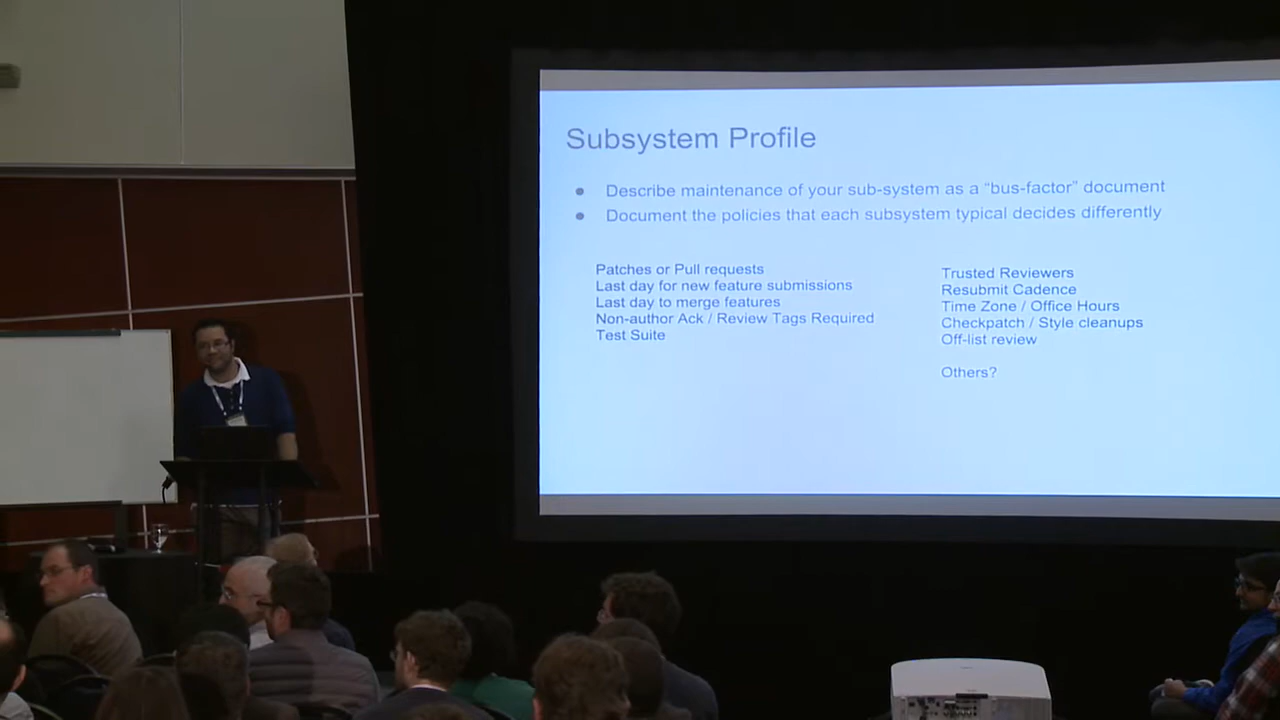 Subsystem Profile
● Describe maintenance of your sub-system as a “bus-factor” document
● Document the policies that each subsystem typical decides differently
Patches or Pull requests
Last day for new feature submissions
Last day to merge features
Non-author Ack / Review Tags Required
Test Suite
Trusted Reviewers
Resubmit Cadence
Time Zone / Office Hours
Checkpatch / Style cleanups
Off-list review
Others?